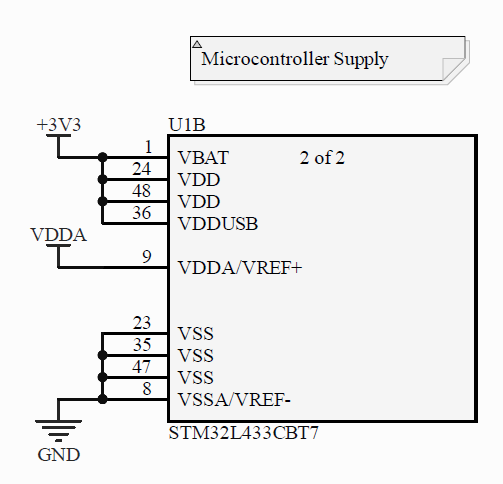 Microcontroller Supply
+3V3
U1B
1 VBAT 2 of 2
24 VDD
48 VDD
36 VDDUSB
VDDA
9 VDDA/VREF+
23 VSS
35 VSS
47 VSS
8 VSSA/VREF-
STM32L433CBT7
GND